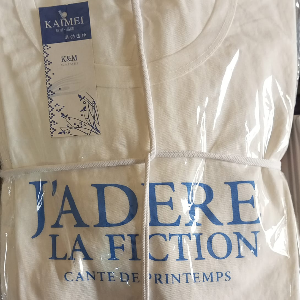 KAIMEI
K&M
J'ADERE
LA FICTION
CANTE DE PRINTEMPS